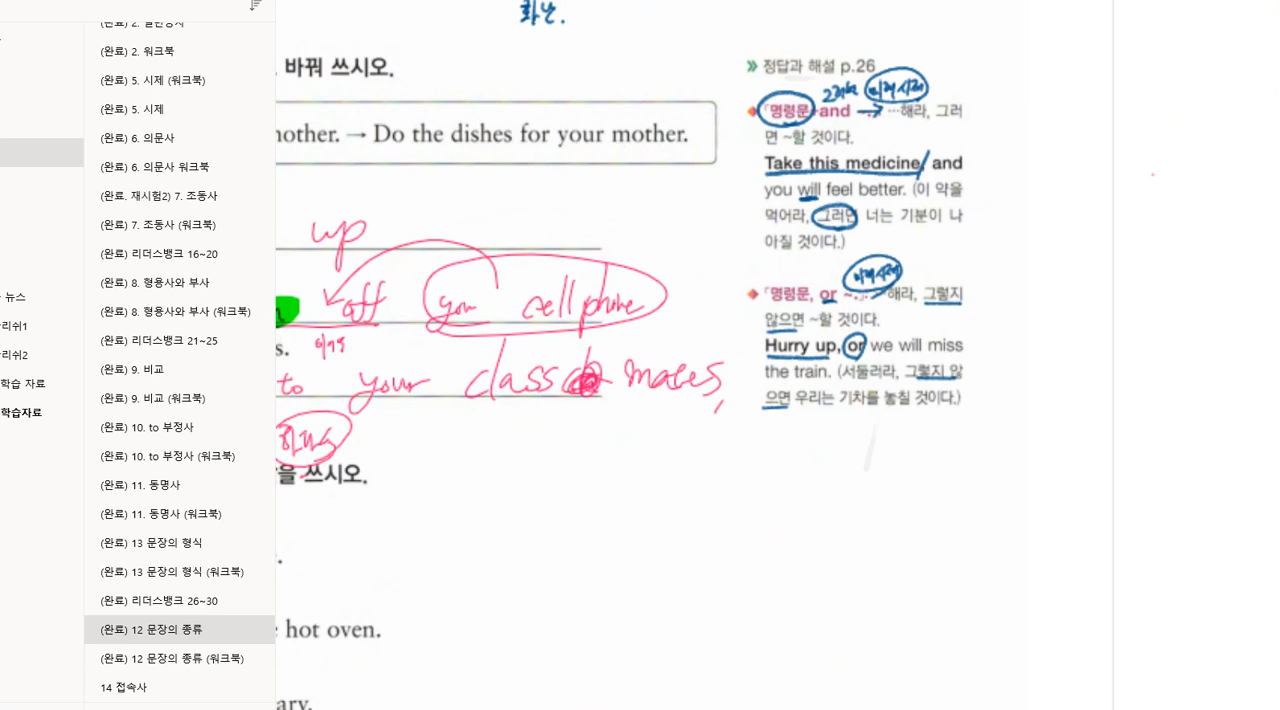 (완료) 2. 일반동사
(완료) 2. 워크북
(완료) 5. 시제 (워크북)
(완료) 5. 시제
(완료) 6. 의문사
(완료) 6. 의문사 워크북
(완료. 재시험2) 7. 조동사
(완료) 7. 조동사 (워크북)
(완료) 리더스뱅크 16~20
(완료) 8. 형용사와 부사
(완료) 8. 형용사와 부사 (워크북)
(완료) 리더스뱅크 21~25
(완료) 9. 비교
(완료) 9. 비교 (워크북)
(완료) 10. to 부정사
(완료) 10. to 부정사 (워크북)
(완료) 11. 동명사
(완료) 11. 동명사 (워크북)
(완료) 13 문장의 형식
(완료) 13 문장의 형식 (워크북)
(완료) 리더스뱅크 26~30
(완료) 12 문장의 종류
(완료) 12 문장의 종류 (워크북)
14 접속사
뉴스
리쉬1
리쉬2
학습 자료
학습자료
화난.
바꿔 쓰시오.
nother. → Do the dishes for your mother.
up
off you cell phone
s.
to your class mates,
을 쓰시오.
hot oven.
ary.
정답과 해설 p.26
미래시제
「명령문 and ...해라, 그러
면 ~할 것이다.
Take this medicine, and
you will feel better. (이 약을
먹어라, 그러면 너는 기분이 나
아질 것이다.)
미래시제
「명령문, or ~.」 해라, 그렇지
않으면 ~할 것이다.
Hurry up, or we will miss
the train. (서둘러라, 그렇지 않
으면 우리는 기차를 놓칠 것이다.)